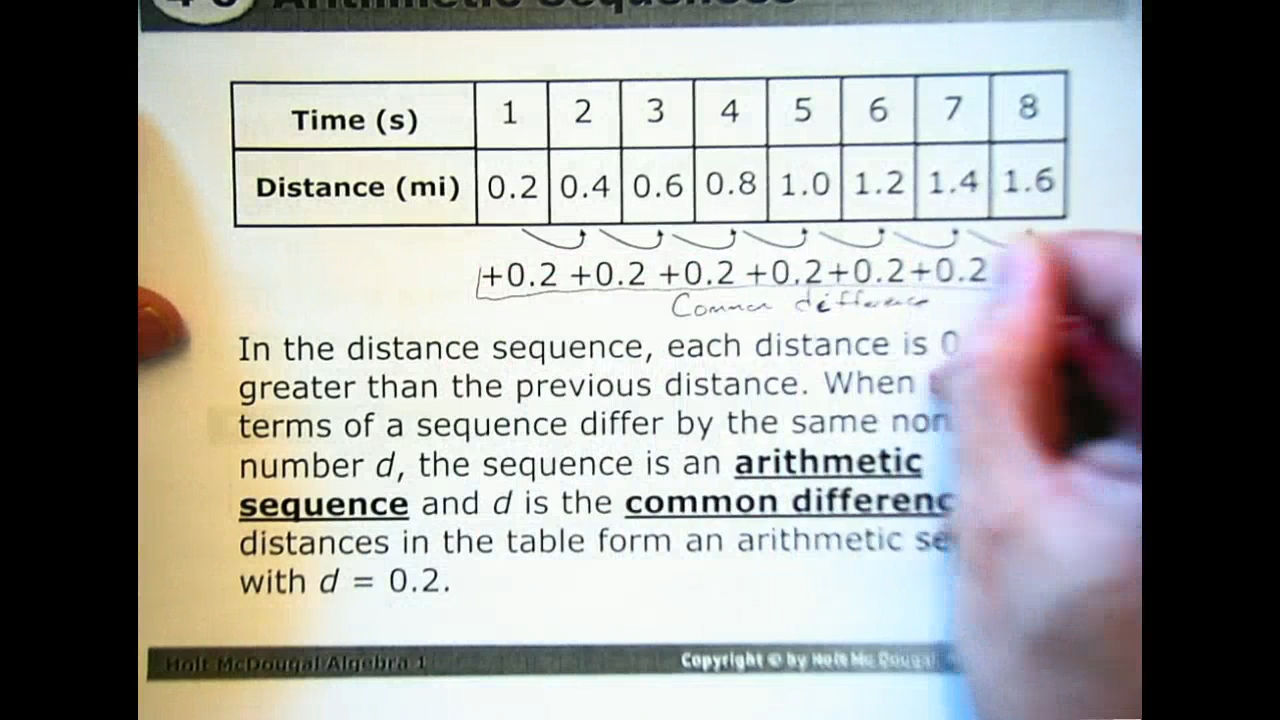 Arithmetic Sequences
Time (s) 1 2 3 4 5 6 7 8
Distance (mi) 0.2 0.4 0.6 0.8 1.0 1.2 1.4 1.6
+0.2 +0.2 +0.2 +0.2 +0.2 +0.2
Common difference
In the distance sequence, each distance is 0
greater than the previous distance. When
terms of a sequence differ by the same non
number d, the sequence is an arithmetic
sequence and d is the common differenc
distances in the table form an arithmetic se
with d = 0.2.
Holt McDougal Algebra 1
Copyright © by Holt Mc Dougal